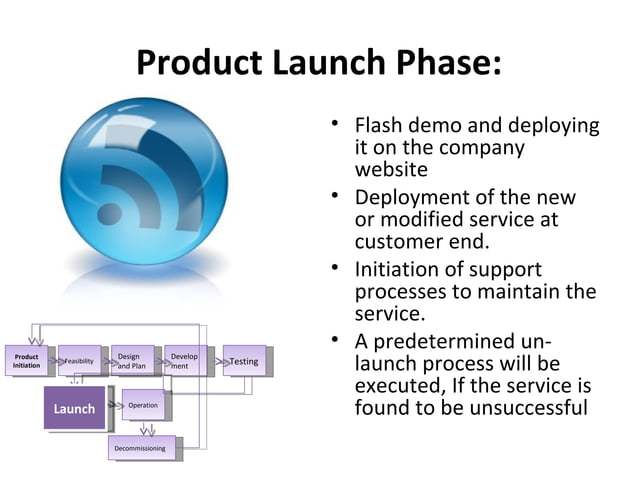 Product Launch Phase:
• Flash demo and deploying
it on the company
website
• Deployment of the new
or modified service at
customer end.
• Initiation of support
processes to maintain the
service.
• A predetermined un-
launch process will be
executed, If the service is
found to be unsuccessful
Product
Initiation
Feasibility
Design
and Plan
Develop
ment
Testing
Launch
Operation
Decommissioning